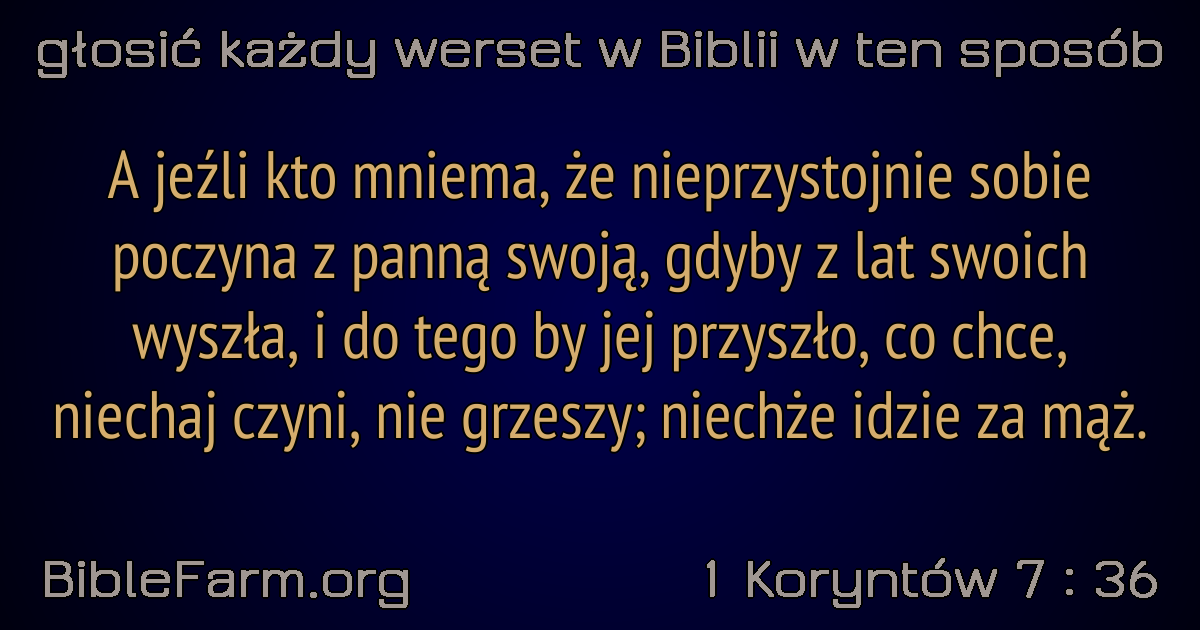 głosić każdy werset w Biblii w ten sposób
A jeźli kto mniema, że nieprzystojnie sobie
poczyna z panną swoją, gdyby z lat swoich
wyszła, i do tego by jej przyszło, co chce,
niechaj czyni, nie grzeszy; niechże idzie za mąż.
BibleFarm.org
1 Koryntów 7 : 36